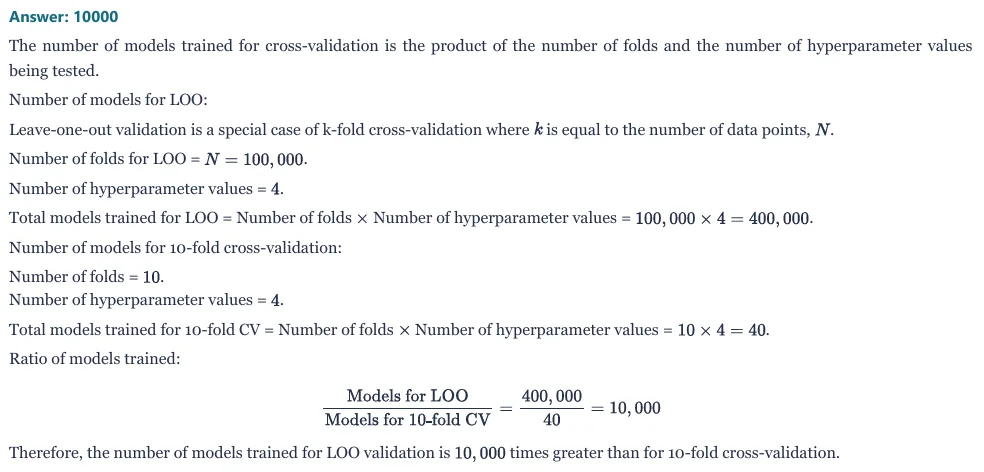 Answer: 10000
The number of models trained for cross-validation is the product of the number of folds and the number of hyperparameter values
being tested.
Number of models for LOO:
Leave-one-out validation is a special case of k-fold cross-validation where k is equal to the number of data points, N.
Number of folds for LOO = N = 100, 000.
Number of hyperparameter values = 4.
Total models trained for LOO = Number of folds × Number of hyperparameter values = 100, 000 × 4 = 400, 000.
Number of models for 10-fold cross-validation:
Number of folds = 10.
Number of hyperparameter values = 4.
Total models trained for 10-fold CV = Number of folds × Number of hyperparameter values = 10 × 4 = 40.
Ratio of models trained:
Models for LOO / Models for 10-fold CV = 400, 000 / 40 = 10, 000
Therefore, the number of models trained for LOO validation is 10, 000 times greater than for 10-fold cross-validation.